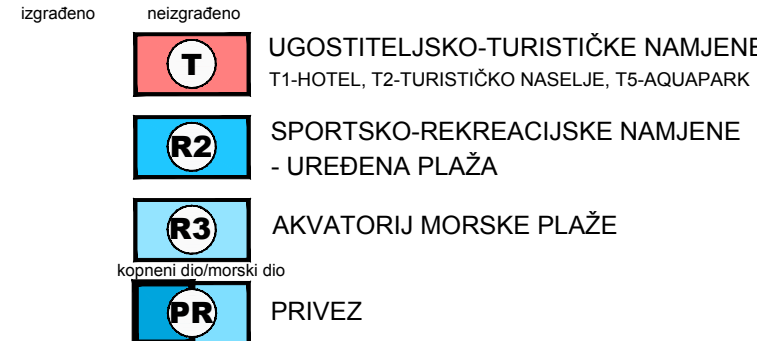 izgrađeno neizgrađeno
T UGOSTITELJSKO-TURISTIČKE NAMJENE
T1-HOTEL, T2-TURISTIČKO NASELJE, T5-AQUAPARK
R2 SPORTSKO-REKREACIJSKE NAMJENE
- UREĐENA PLAŽA
R3 AKVATORIJ MORSKE PLAŽE
kopneni dio/morski dio
PR PRIVEZ